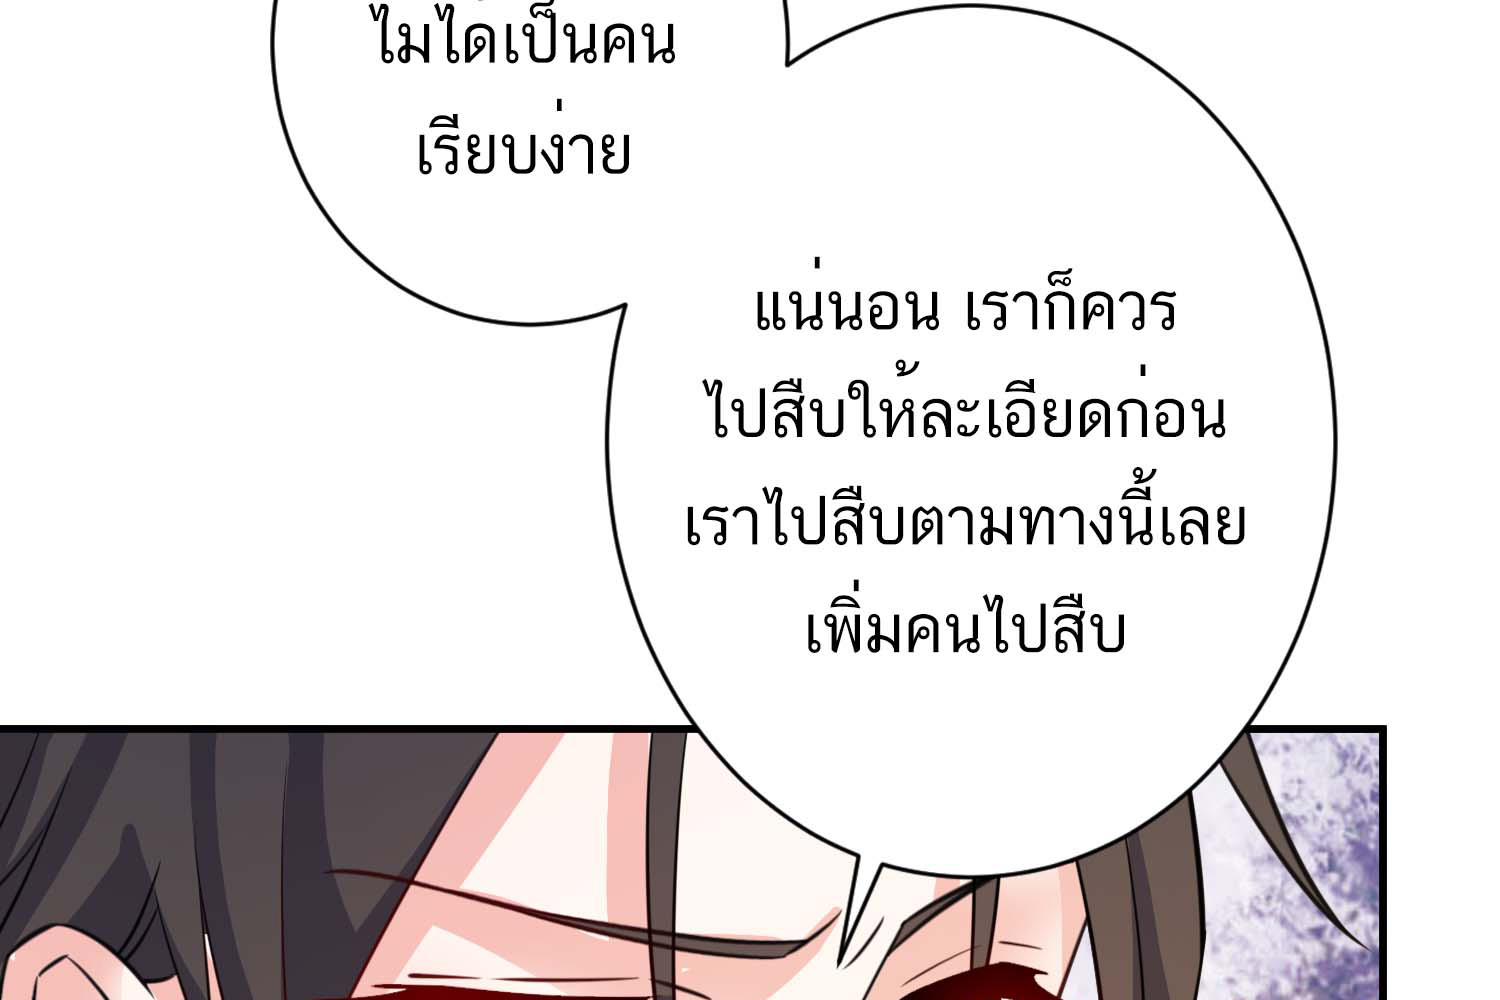 ไม่ได้เป็นคน
เรียบง่าย
แน่นอน เราก็ควร
ไปสืบให้ละเอียดก่อน
เราไปสืบตามทางนี้เลย
เพิ่มคนไปสืบ